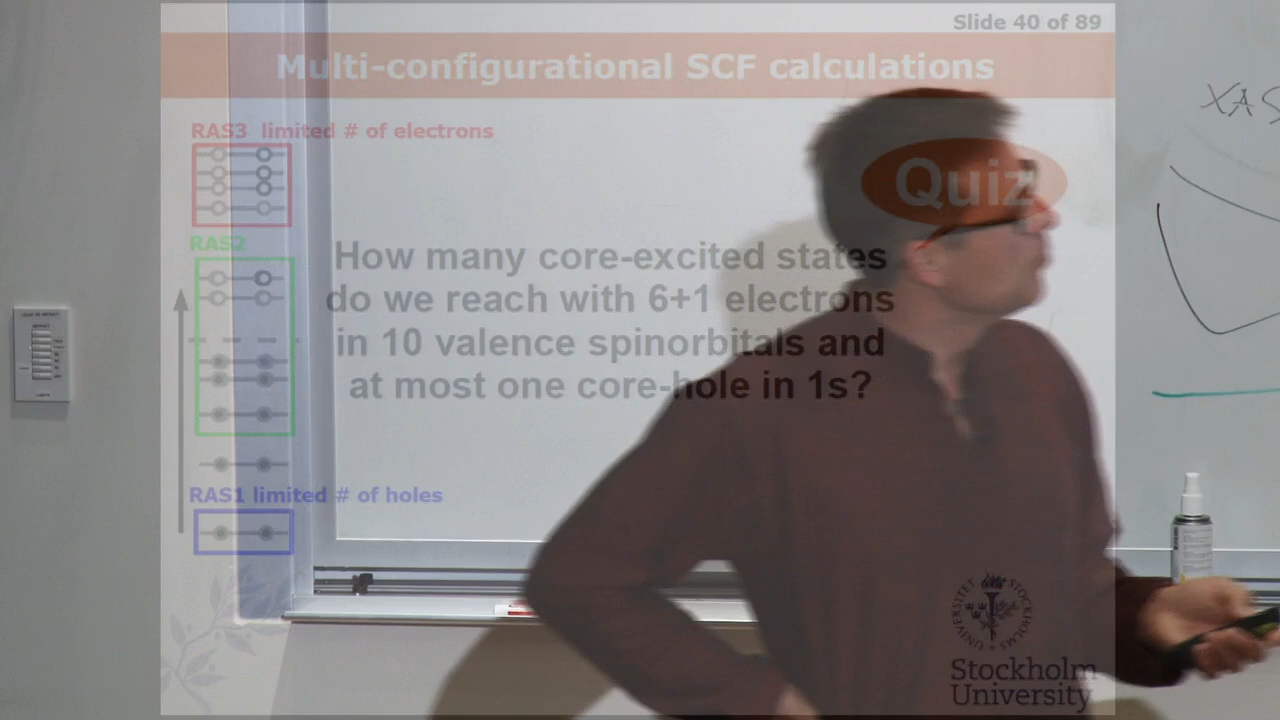 Slide 40 of 89
Multi-configurational SCF calculations
RAS3 limited # of electrons
Quiz
RAS2
How many core-excited states
do we reach with 6+1 electrons
in 10 valence spinorbitals and
at most one core-hole in 1s?
RAS1 limited # of holes
XAS
Stockholm
University